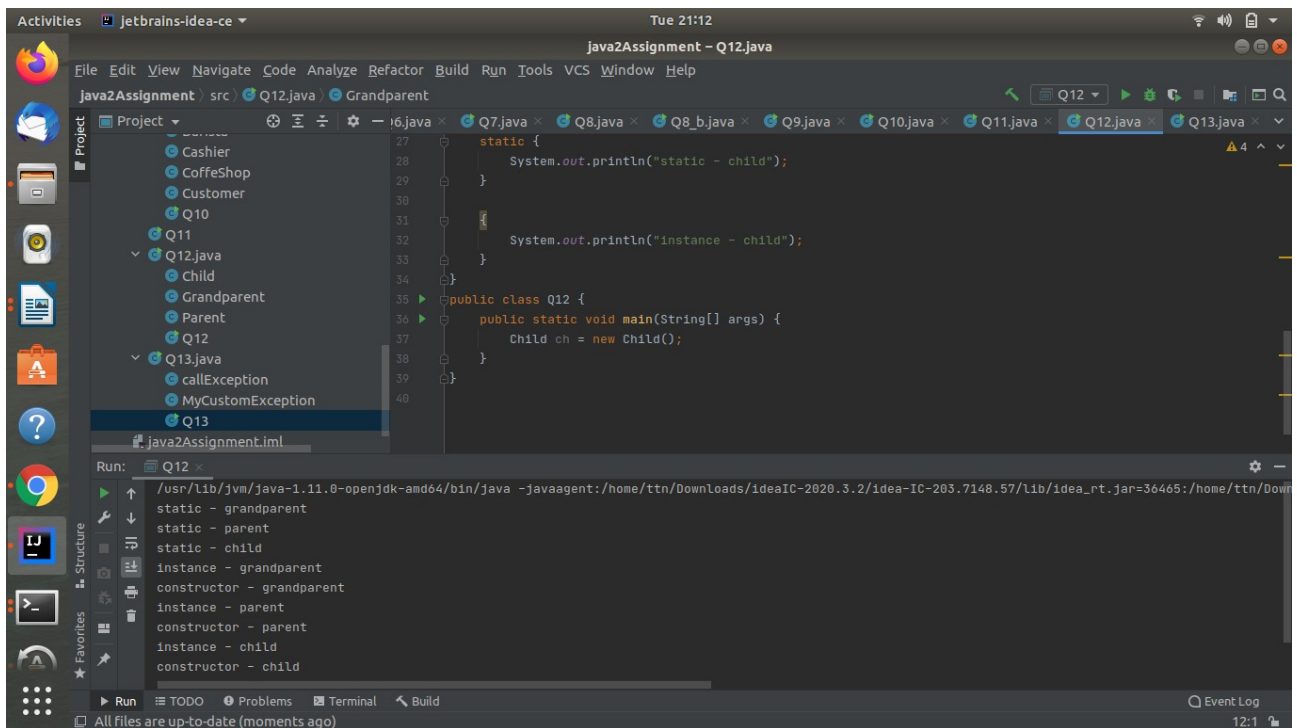 Activities jetbrains-idea-ce Tue 21:12
java2Assignment – Q12.java
File Edit View Navigate Code Analyze Refactor Build Run Tools VCS Window Help
java2Assignment src Q12.java Grandparent Q12
Project 6.java Q7.java Q8.java Q8_b.java Q9.java Q10.java Q11.java Q12.java Q13.java
Project
Cashier
CoffeShop
Customer
Q10
Q11
Q12.java
Child
Grandparent
Parent
Q12
Q13.java
callException
MyCustomException
Q13
java2Assignment.iml
4
27 static {
28 System.out.println("static - child");
29 }
30
31 {
32 System.out.println("instance - child");
33 }
34 }
35 public class Q12 {
36 public static void main(String[] args) {
37 Child ch = new Child();
38 }
39 }
40
Run: Q12
/usr/lib/jvm/java-1.11.0-openjdk-amd64/bin/java -javaagent:/home/ttn/Downloads/ideaIC-2020.3.2/idea-IC-203.7148.57/lib/idea_rt.jar=36465:/home/ttn/Down
static - grandparent
static - parent
static - child
instance - grandparent
constructor - grandparent
instance - parent
constructor - parent
instance - child
constructor - child
Structure
Favorites
Run TODO Problems Terminal Build Event Log
All files are up-to-date (moments ago) 12:1